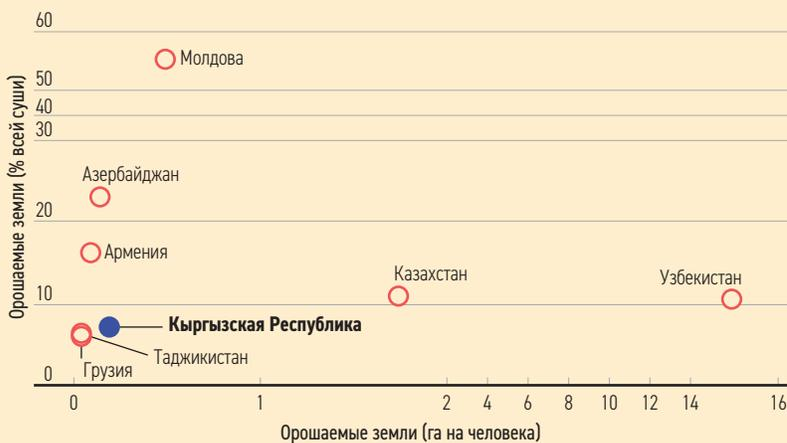 60
Молдова
50
40
30
Азербайджан
20
Армения
Казахстан
Узбекистан
10
Кыргызская Республика
Таджикистан
Грузия
0
0 1 2 4 6 8 10 12 14 16
Орошаемые земли (га на человека)
Орошаемые земли (% всей суши)